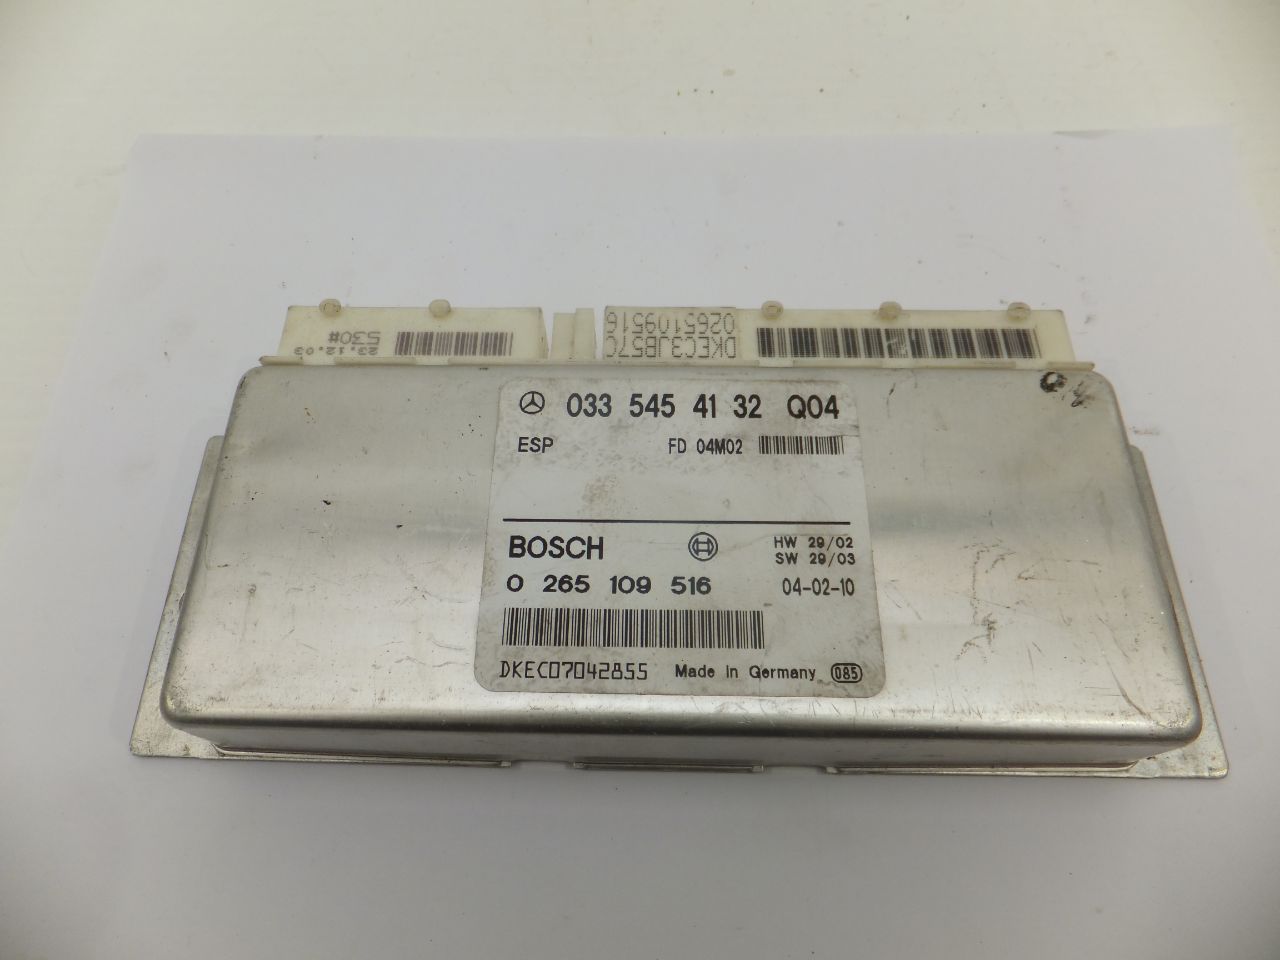 23.12.03
530#
DKEC3JB57C
0265109516
033 545 41 32 Q04
ESP
FD 04M02
BOSCH
HW 29/02
SW 29/03
0 265 109 516
04-02-10
DKEC07042855
Made in Germany
085